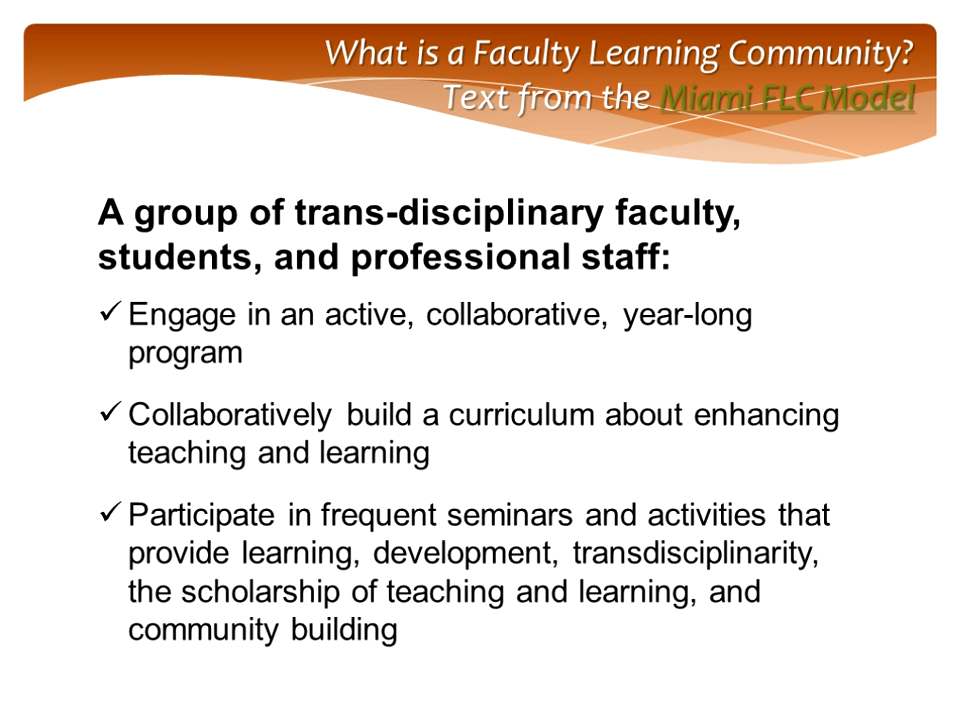 What is a Faculty Learning Community?
Text from the Miami FLC Model
A group of trans-disciplinary faculty,
students, and professional staff:
✓ Engage in an active, collaborative, year-long
program
✓ Collaboratively build a curriculum about enhancing
teaching and learning
✓ Participate in frequent seminars and activities that
provide learning, development, transdisciplinarity,
the scholarship of teaching and learning, and
community building